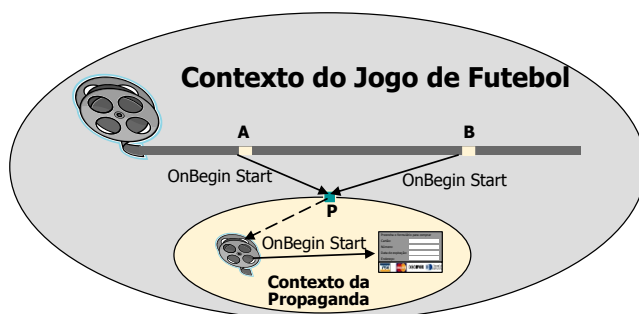 Contexto do Jogo de Futebol
A
B
OnBegin Start
OnBegin Start
P
OnBegin Start
Contexto da
Propaganda